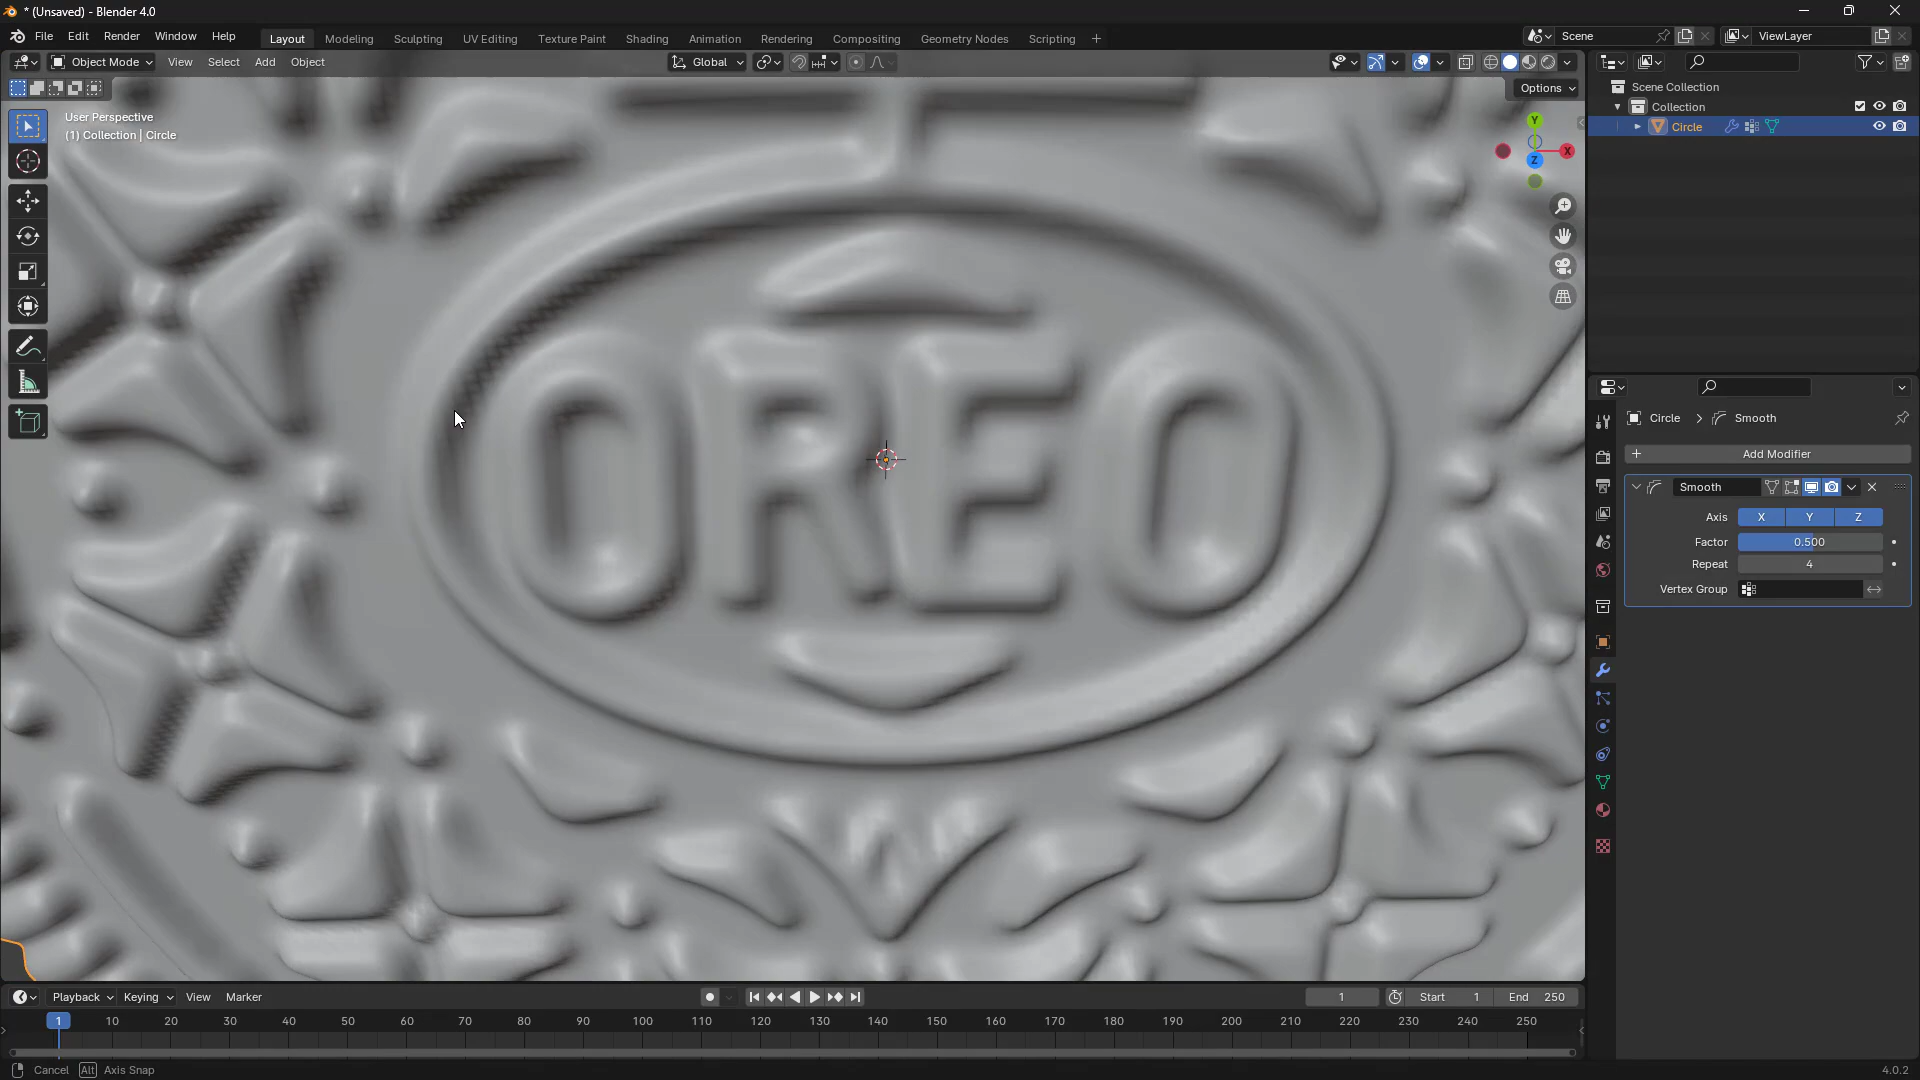 * (Unsaved) - Blender 4.0
File Edit Render Window Help
Layout Modeling Sculpting UV Editing Texture Paint Shading Animation Rendering Compositing Geometry Nodes Scripting +
Scene
ViewLayer
Object Mode View Select Add Object
Global
Options
User Perspective
(1) Collection | Circle
Y
X
Z
OREO
Scene Collection
Collection
Circle
Circle > Smooth
+ Add Modifier
Smooth
Axis X Y Z
Factor 0.500
Repeat 4
Vertex Group
Playback Keying View Marker
1 Start 1 End 250
1 10 20 30 40 50 60 70 80 90 100 110 120 130 140 150 160 170 180 190 200 210 220 230 240 250
Cancel Alt Axis Snap
4.0.2